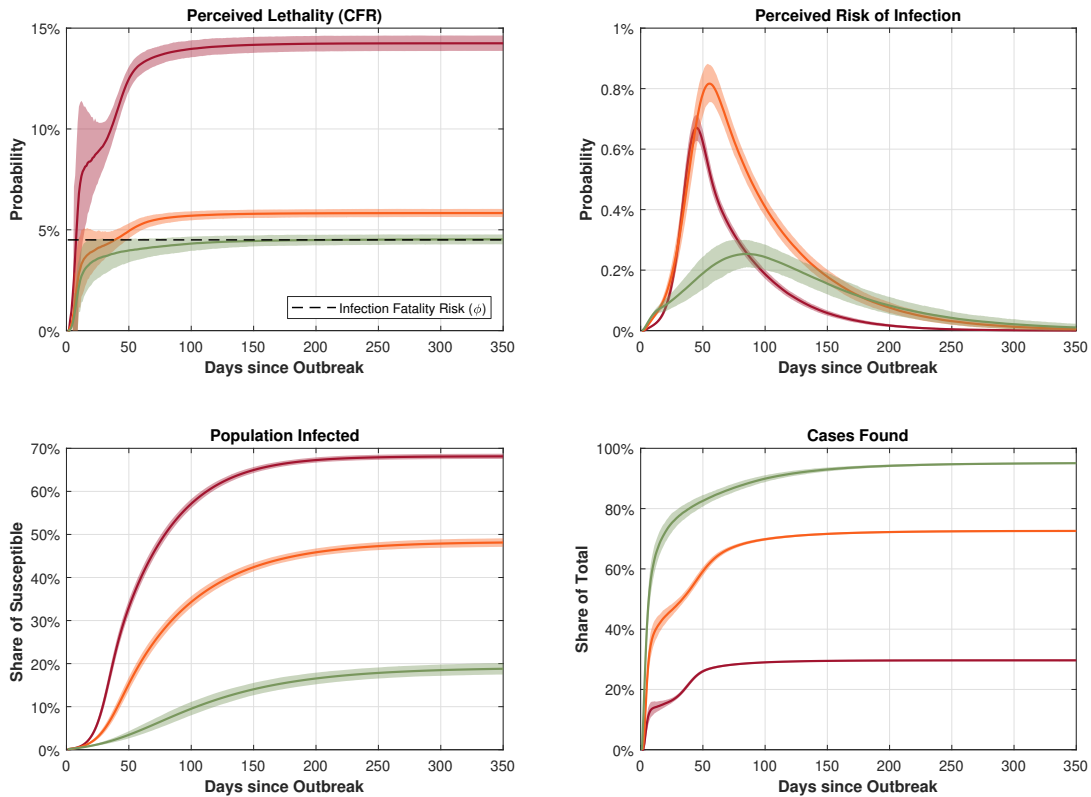 Perceived Lethality (CFR)
15%
10%
5%
0%
Probability
Infection Fatality Risk (ϕ)
0 50 100 150 200 250 300 350
Days since Outbreak
Perceived Risk of Infection
1%
0.8%
0.6%
0.4%
0.2%
0%
Probability
0 50 100 150 200 250 300 350
Days since Outbreak
Population Infected
70%
60%
50%
40%
30%
20%
10%
0%
Share of Susceptible
0 50 100 150 200 250 300 350
Days since Outbreak
Cases Found
100%
80%
60%
40%
20%
0%
Share of Total
0 50 100 150 200 250 300 350
Days since Outbreak